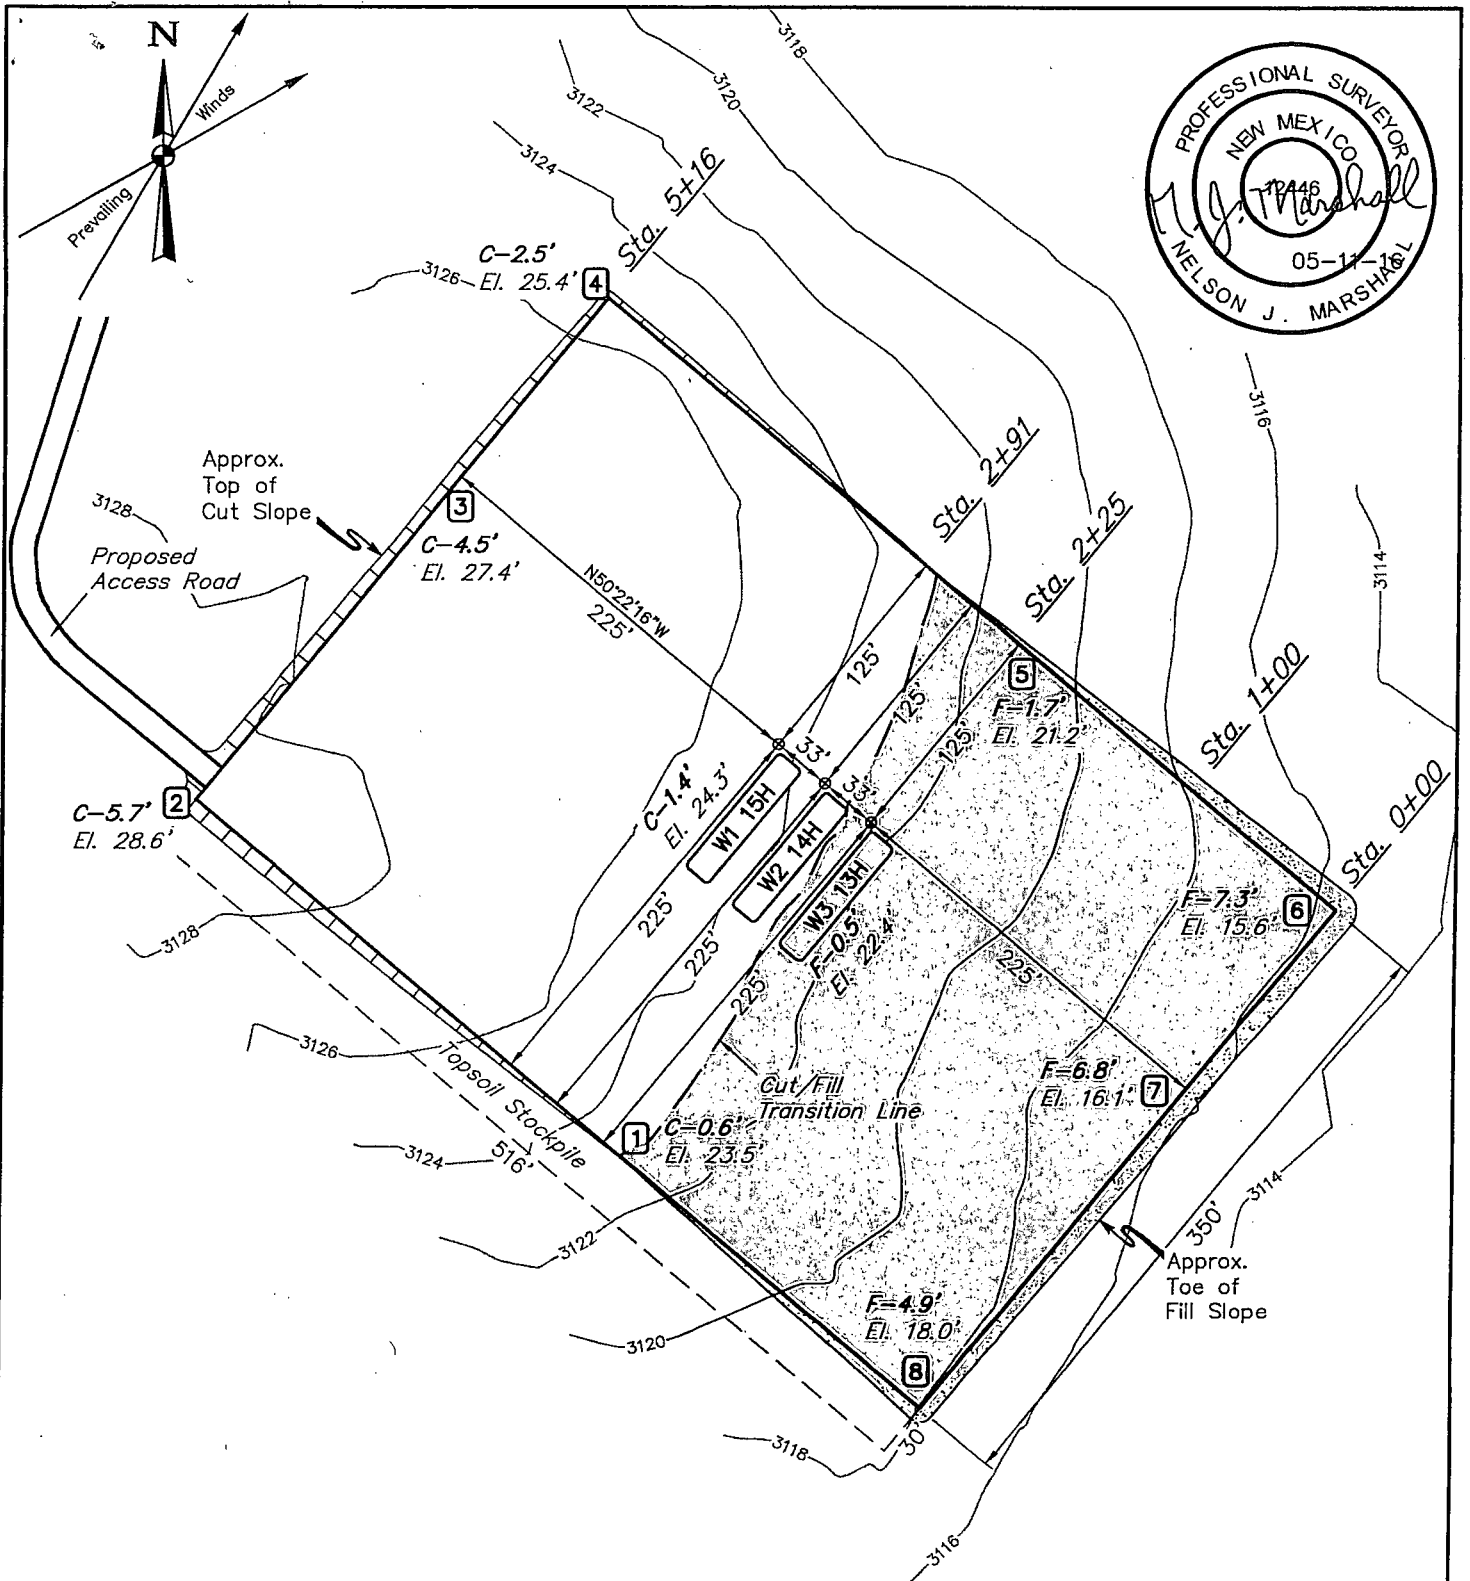 N
Winds
Prevailing
3118
3120
3122
3124
3126
PROFESSIONAL SURVEYOR
NEW MEXICO
12446
N. J. Marshall
05-11-16
NELSON J. MARSHALL
Sta. 5+16
C-2.5'
El. 25.4'
4
3116
3114
Sta. 2+91
Approx.
Top of
Cut Slope
3128
3
C-4.5'
El. 27.4'
Proposed
Access Road
Sta. 2+25
N50°22'16"W
225'
125'
125'
125'
5
F-1.7'
El. 21.2'
Sta. 1+00
Sta. 0+00
33'
33'
C-1.4'
El. 24.3'
W1 15H
W2 14H
W3 13H
F-0.5'
El. 22.4'
2
C-5.7'
El. 28.6'
F-7.3'
El. 15.6'
6
225'
225'
225'
225'
3128
3126
Topsoil Stockpile
516'
Cut/Fill
Transition Line
F-6.8'
El. 16.1'
7
1
C-0.6'
El. 23.5'
3124
3122
3114
350'
Approx.
Toe of
Fill Slope
F-4.9'
El. 18.0'
8
3120
30'
3118
3116